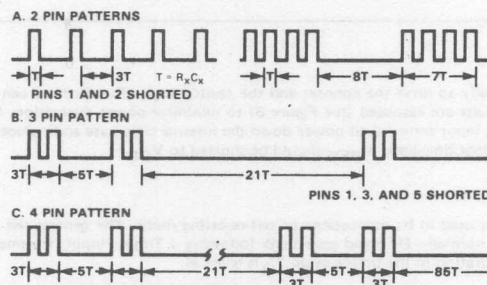 A. 2 PIN PATTERNS
T 3T T = RxCx T 8T 7T
PINS 1 AND 2 SHORTED
B. 3 PIN PATTERN
3T 5T 21T
PINS 1, 3, AND 5 SHORTED
C. 4 PIN PATTERN
3T 5T 21T 5T 85T
3T 3T